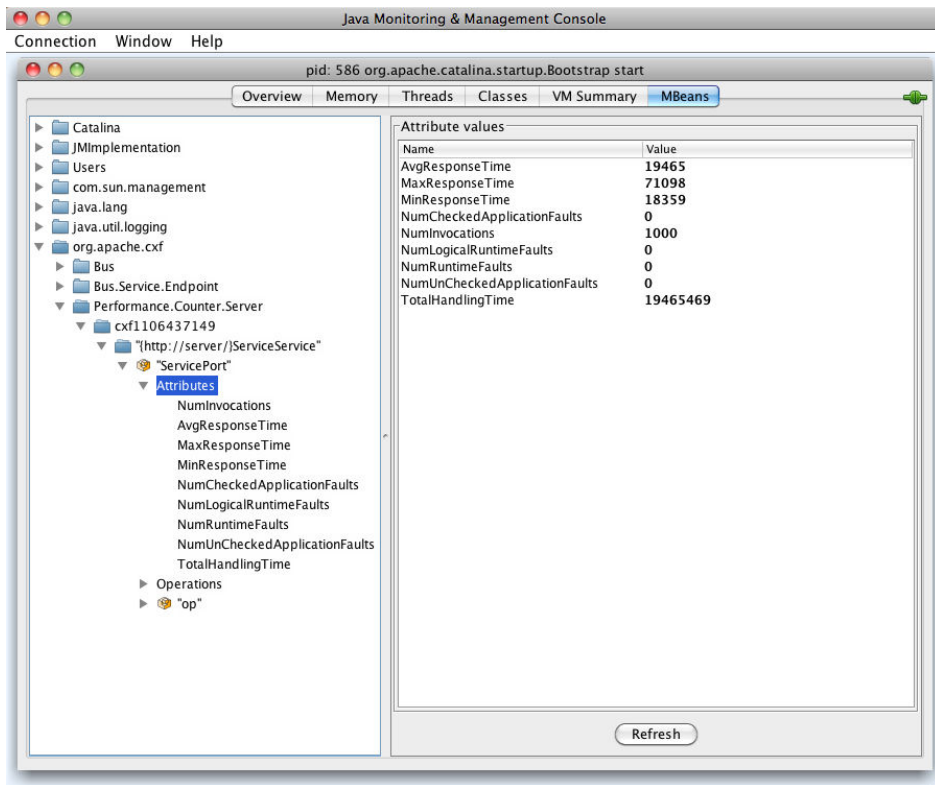 Java Monitoring & Management Console
Connection Window Help
pid: 586 org.apache.catalina.startup.Bootstrap start
Overview Memory Threads Classes VM Summary MBeans
Catalina
JMImplementation
Users
com.sun.management
java.lang
java.util.logging
org.apache.cxf
Bus
Bus.Service.Endpoint
Performance.Counter.Server
cxf1106437149
"{http://server/}ServiceService"
"ServicePort"
Attributes
NumInvocations
AvgResponseTime
MaxResponseTime
MinResponseTime
NumCheckedApplicationFaults
NumLogicalRuntimeFaults
NumRuntimeFaults
NumUnCheckedApplicationFaults
TotalHandlingTime
Operations
"op"
Attribute values
Name Value
AvgResponseTime 19465
MaxResponseTime 71098
MinResponseTime 18359
NumCheckedApplicationFaults 0
NumInvocations 1000
NumLogicalRuntimeFaults 0
NumRuntimeFaults 0
NumUnCheckedApplicationFaults 0
TotalHandlingTime 19465469
Refresh